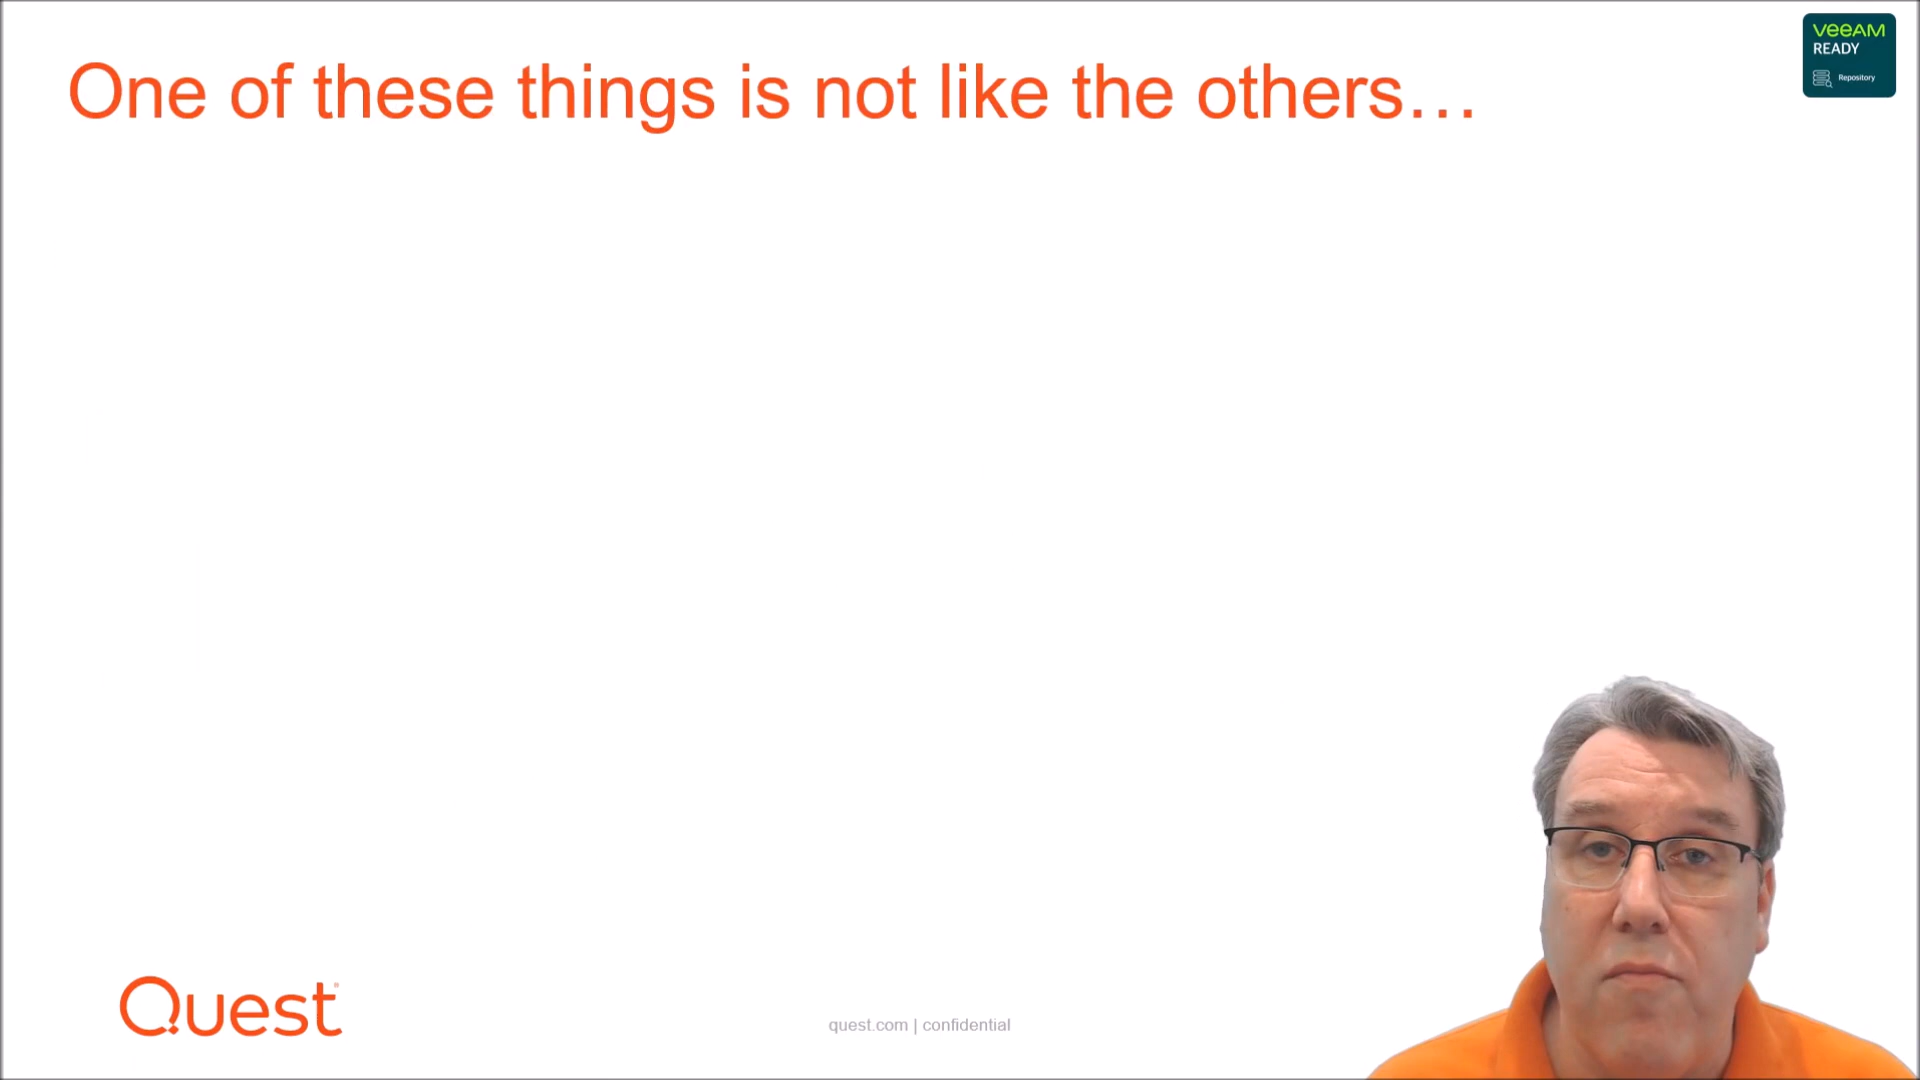 One of these things is not like the others…
veeAM
READY
Repository
Quest
quest.com | confidential